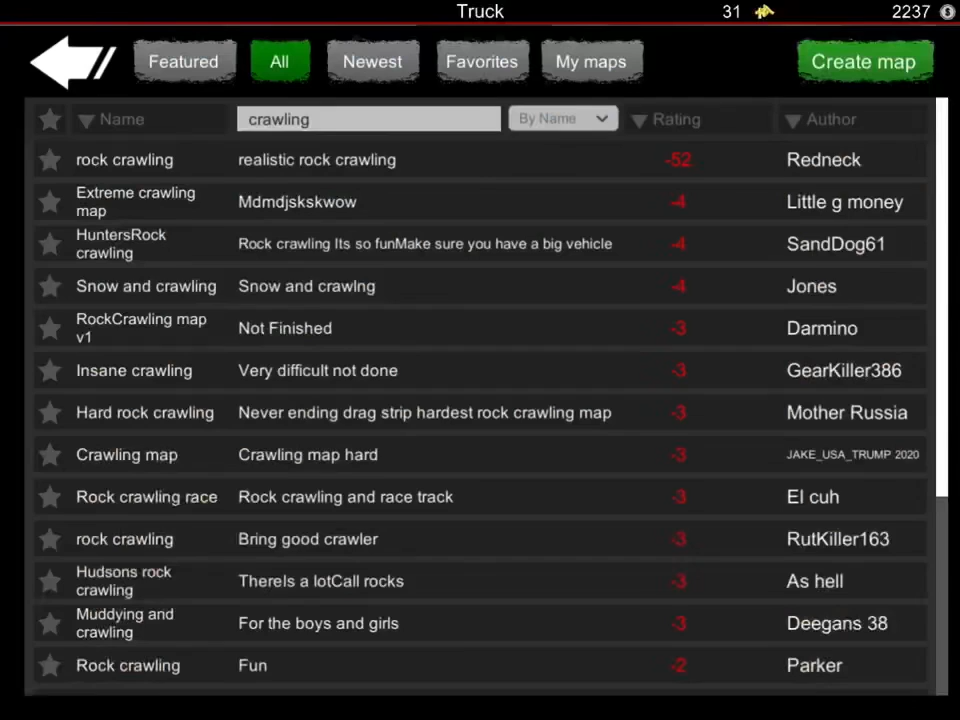 Truck 31 2237
Featured All Newest Favorites My maps Create map
Name crawling By Name Rating Author
rock crawling realistic rock crawling -52 Redneck
Extreme crawling
map Mdmdjskskwow -4 Little g money
HuntersRock
crawling Rock crawling Its so funMake sure you have a big vehicle -4 SandDog61
Snow and crawling Snow and crawlng -4 Jones
RockCrawling map
v1 Not Finished -3 Darmino
Insane crawling Very difficult not done -3 GearKiller386
Hard rock crawling Never ending drag strip hardest rock crawling map -3 Mother Russia
Crawling map Crawling map hard -3 JAKE_USA_TRUMP 2020
Rock crawling race Rock crawling and race track -3 El cuh
rock crawling Bring good crawler -3 RutKiller163
Hudsons rock
crawling ThereIs a lotCall rocks -3 As hell
Muddying and
crawling For the boys and girls -3 Deegans 38
Rock crawling Fun -2 Parker